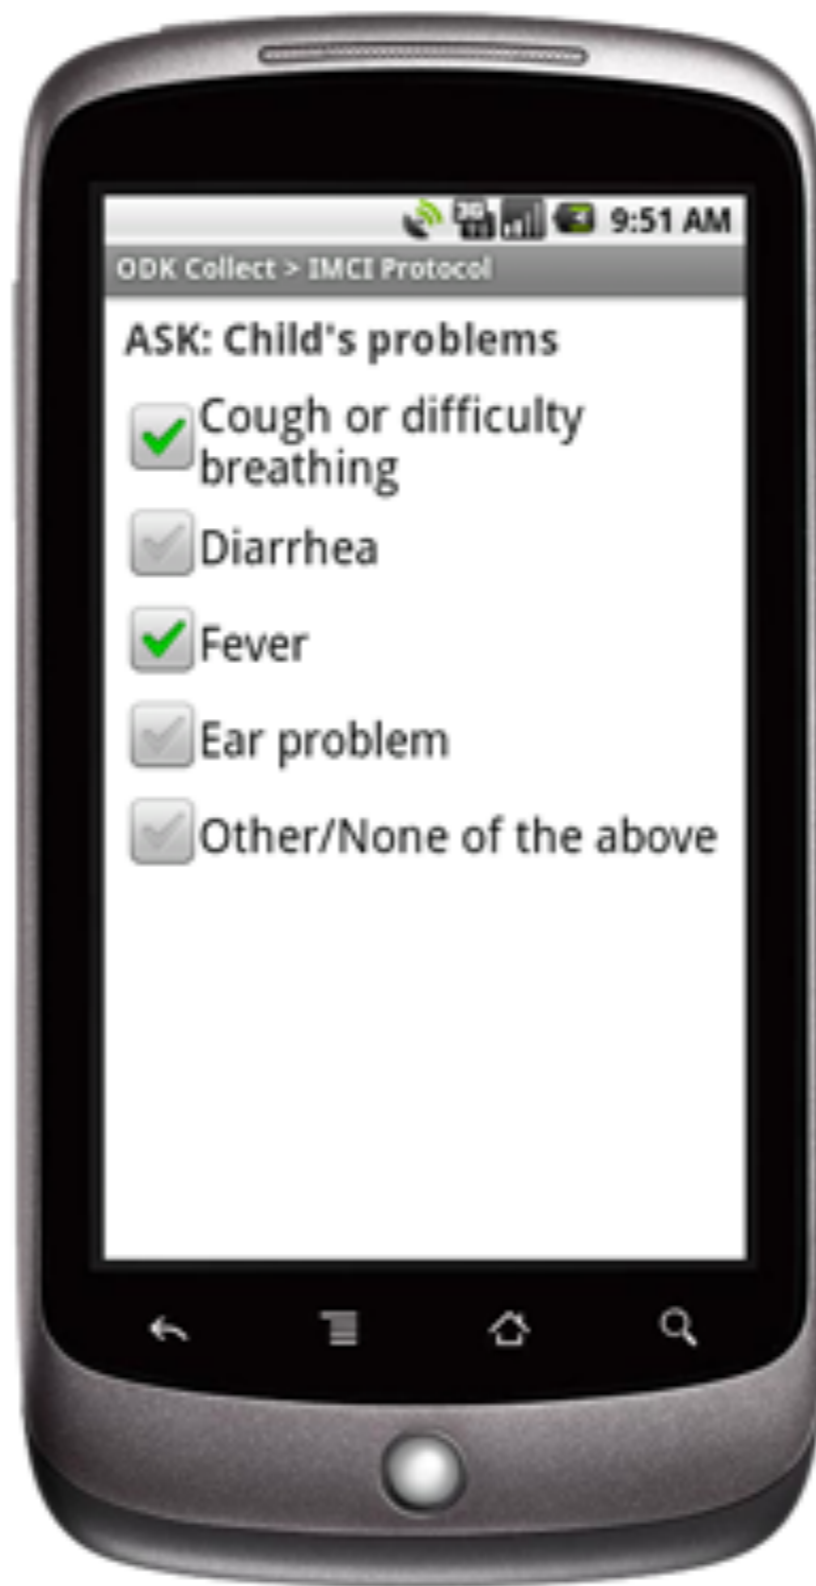 3G
9:51 AM
ODK Collect > IMCI Protocol
ASK: Child's problems
Cough or difficulty
breathing
Diarrhea
Fever
Ear problem
Other/None of the above